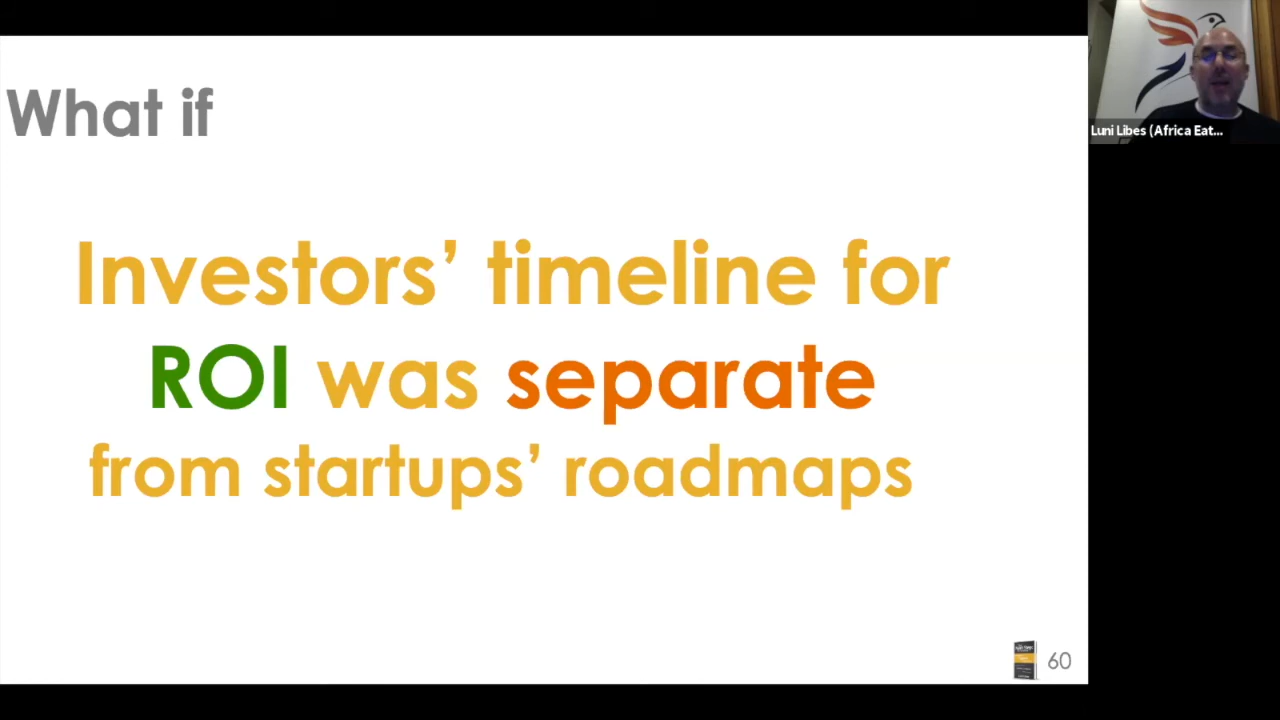 What if
Investors’ timeline for
ROI was separate
from startups’ roadmaps
60
Luni Libes (Africa Eat...